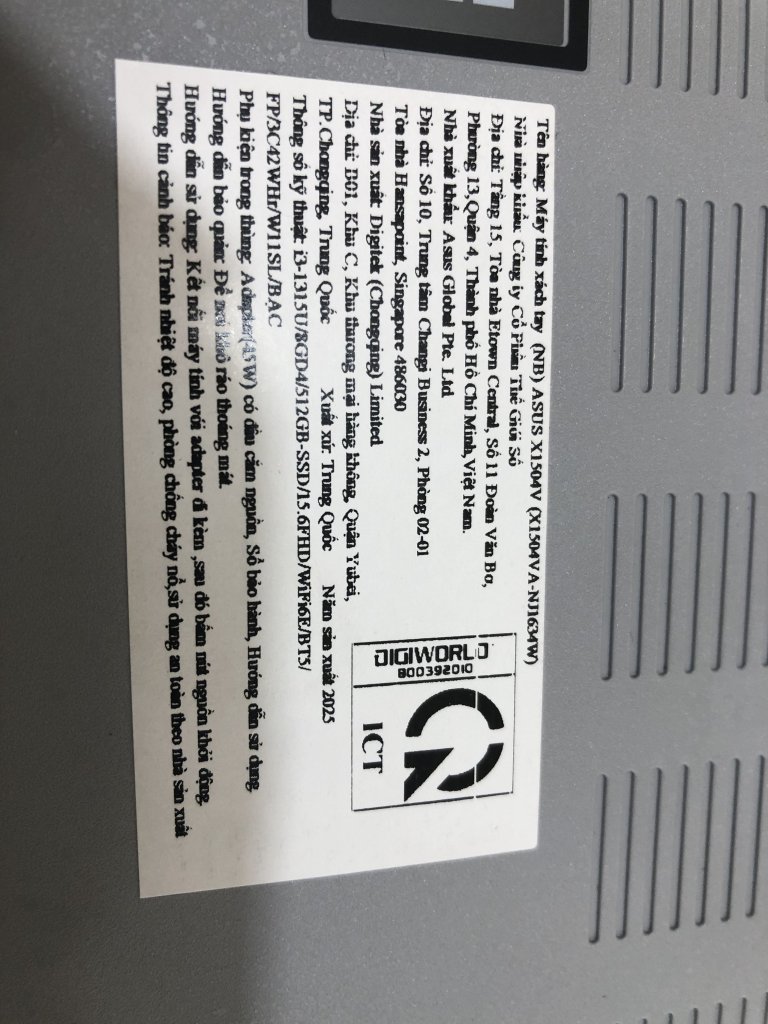 Tên hàng: Máy tính xách tay (NB) ASUS X1504V (X1504VA-NJ1634W)
Nhà nhập khẩu: Công ty Cổ Phần Thế Giới Số
Địa chỉ: Tầng 15, Tòa nhà Etown Central, Số 11 Đoàn Văn Bơ,
Phường 13,Quận 4, Thành phố Hồ Chí Minh,Việt Nam.
Nhà xuất khẩu: Asus Global Pte. Ltd
Địa chỉ: Số 10, Trung tâm Changi Business 2, Phòng 02-01
Tòa nhà Hansapoint, Singapore 486030
Nhà sản xuất: Digitek (Chongqing) Limited
Địa chỉ: B01, Khu C, Khu thương mại hàng không, Quận Yubei,
TP.Chongqing, Trung Quốc Xuất xứ: Trung Quốc Năm sản xuất 2025
Thông số kỹ thuật: i3-1315U/8GD4/512GB-SSD/15.6FHD/WiFi6E/BT5/
FP/3C42WHr/W11SL/BẠC
Phụ kiện trong thùng: Adapter(45W) có đầu cắm nguồn, Sổ bảo hành, Hướng dẫn sử dụng
Hướng dẫn bảo quản: Để nơi khô ráo thoáng mát.
Hướng dẫn sử dụng: Kết nối máy tính với adapter đi kèm ,sau đó bấm nút nguồn khởi động
Thông tin cảnh báo: Tránh nhiệt độ cao, phòng chống cháy nổ,sử dụng an toàn theo nhà sản xuất
DIGIWORLD
B00392010
ICT